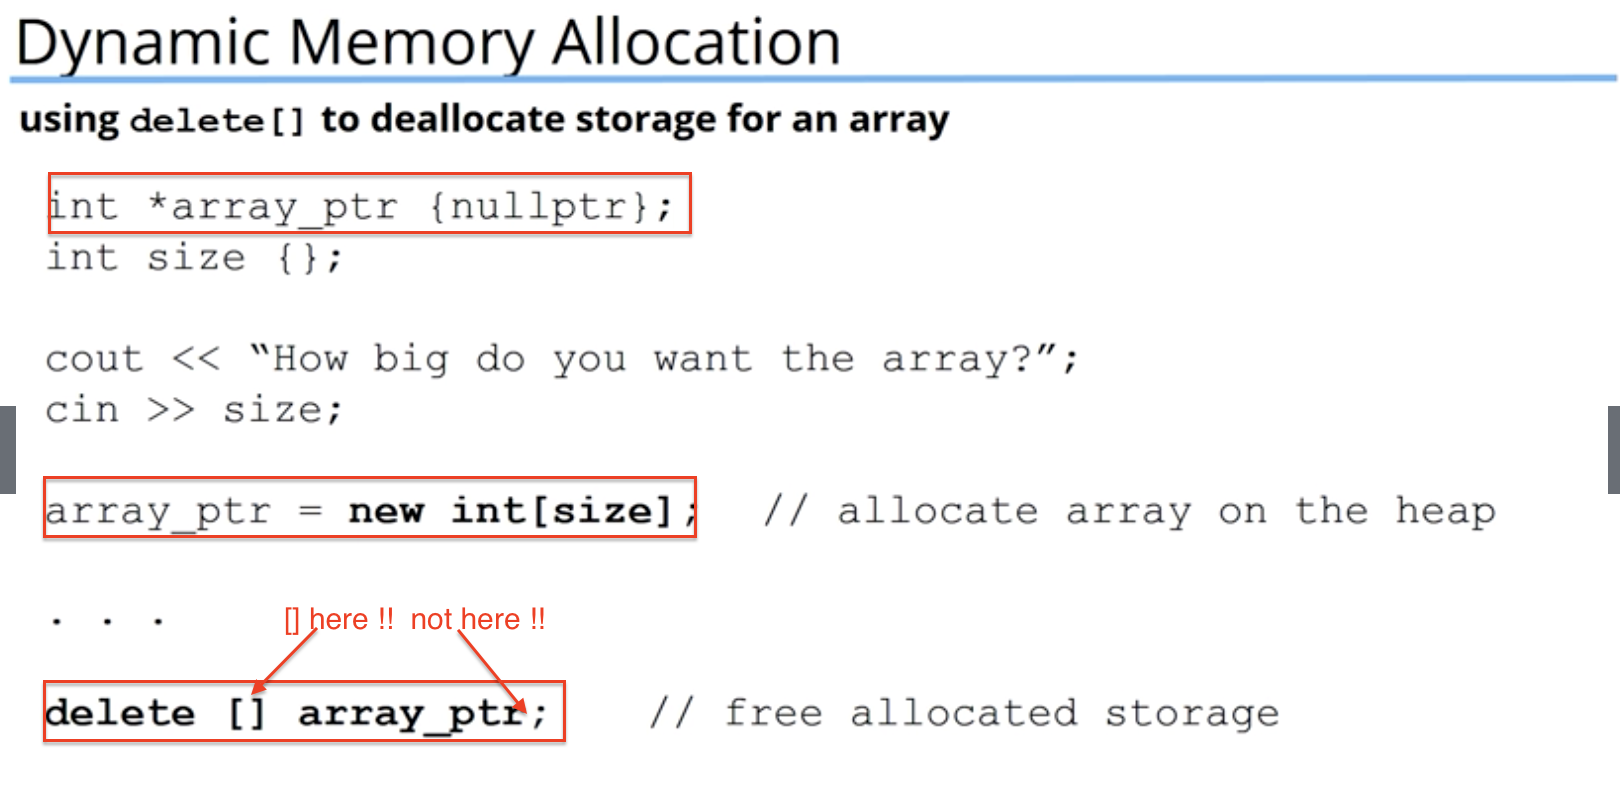 Dynamic Memory Allocation
using delete[] to deallocate storage for an array
int *array_ptr {nullptr};
int size {};
cout << “How big do you want the array?”;
cin >> size;
array_ptr = new int[size]; // allocate array on the heap
. . .
[] here !! not here !!
delete [] array_ptr; // free allocated storage